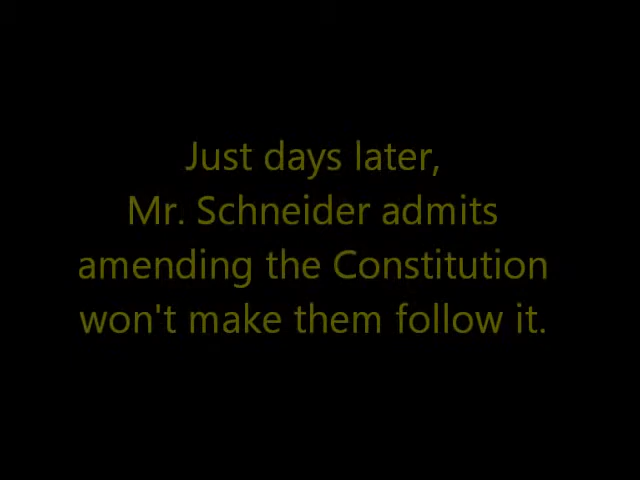 Just days later,
Mr. Schneider admits
amending the Constitution
won't make them follow it.